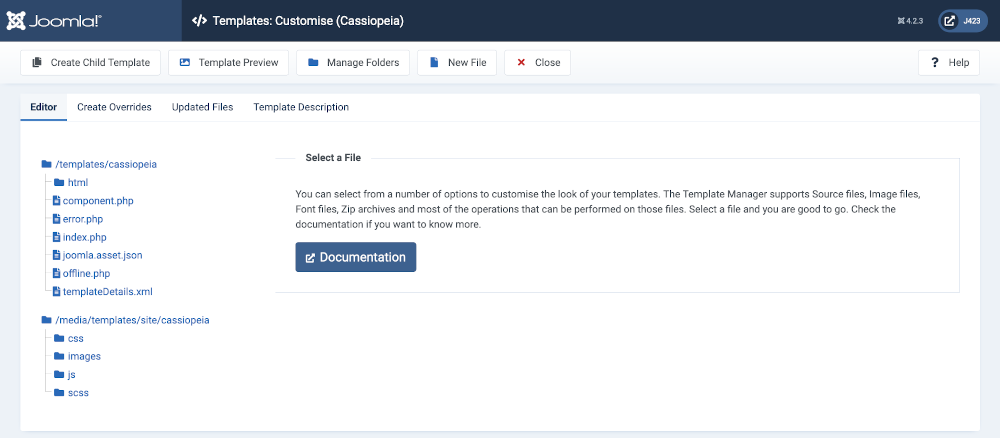 Joomla!® Templates: Customise (Cassiopeia) 4.2.3 J423
Create Child Template Template Preview Manage Folders New File Close ? Help
Editor Create Overrides Updated Files Template Description
/templates/cassiopeia
html
component.php
error.php
index.php
joomla.asset.json
offline.php
templateDetails.xml
/media/templates/site/cassiopeia
css
images
js
scss
Select a File
You can select from a number of options to customise the look of your templates. The Template Manager supports Source files, Image files,
Font files, Zip archives and most of the operations that can be performed on those files. Select a file and you are good to go. Check the
documentation if you want to know more.
Documentation